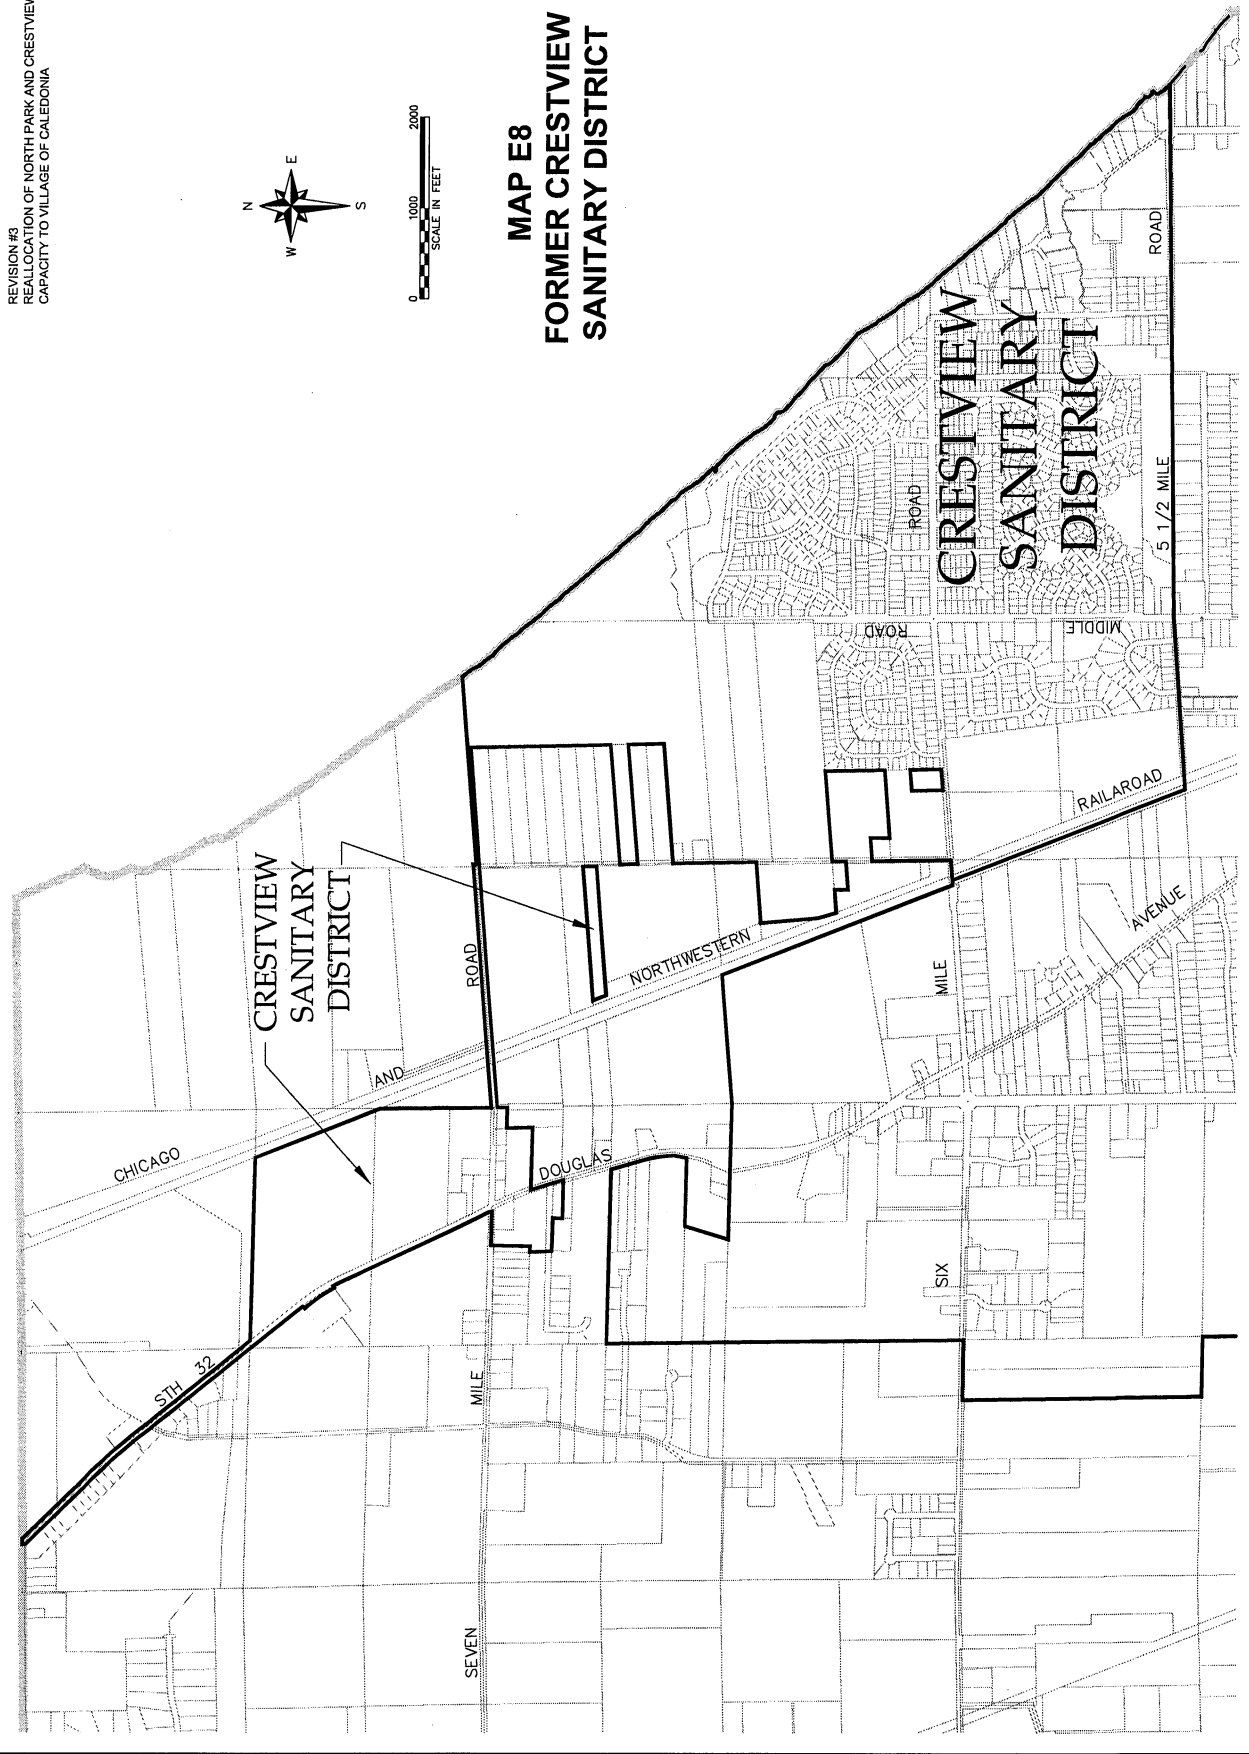 REVISION #3
REALLOCATION OF NORTH PARK AND CRESTVIEW
CAPACITY TO VILLAGE OF CALEDONIA
N
W
E
S
0 1000 2000
SCALE IN FEET
MAP E8
FORMER CRESTVIEW
SANITARY DISTRICT
CRESTVIEW
SANITARY
DISTRICT
CRESTVIEW
SANITARY
DISTRICT
STH 32
CHICAGO
AND
NORTHWESTERN
RAILAROAD
DOUGLAS
AVENUE
SEVEN
MILE
ROAD
SIX
MILE
ROAD
MIDDLE
ROAD
5 1/2 MILE
ROAD